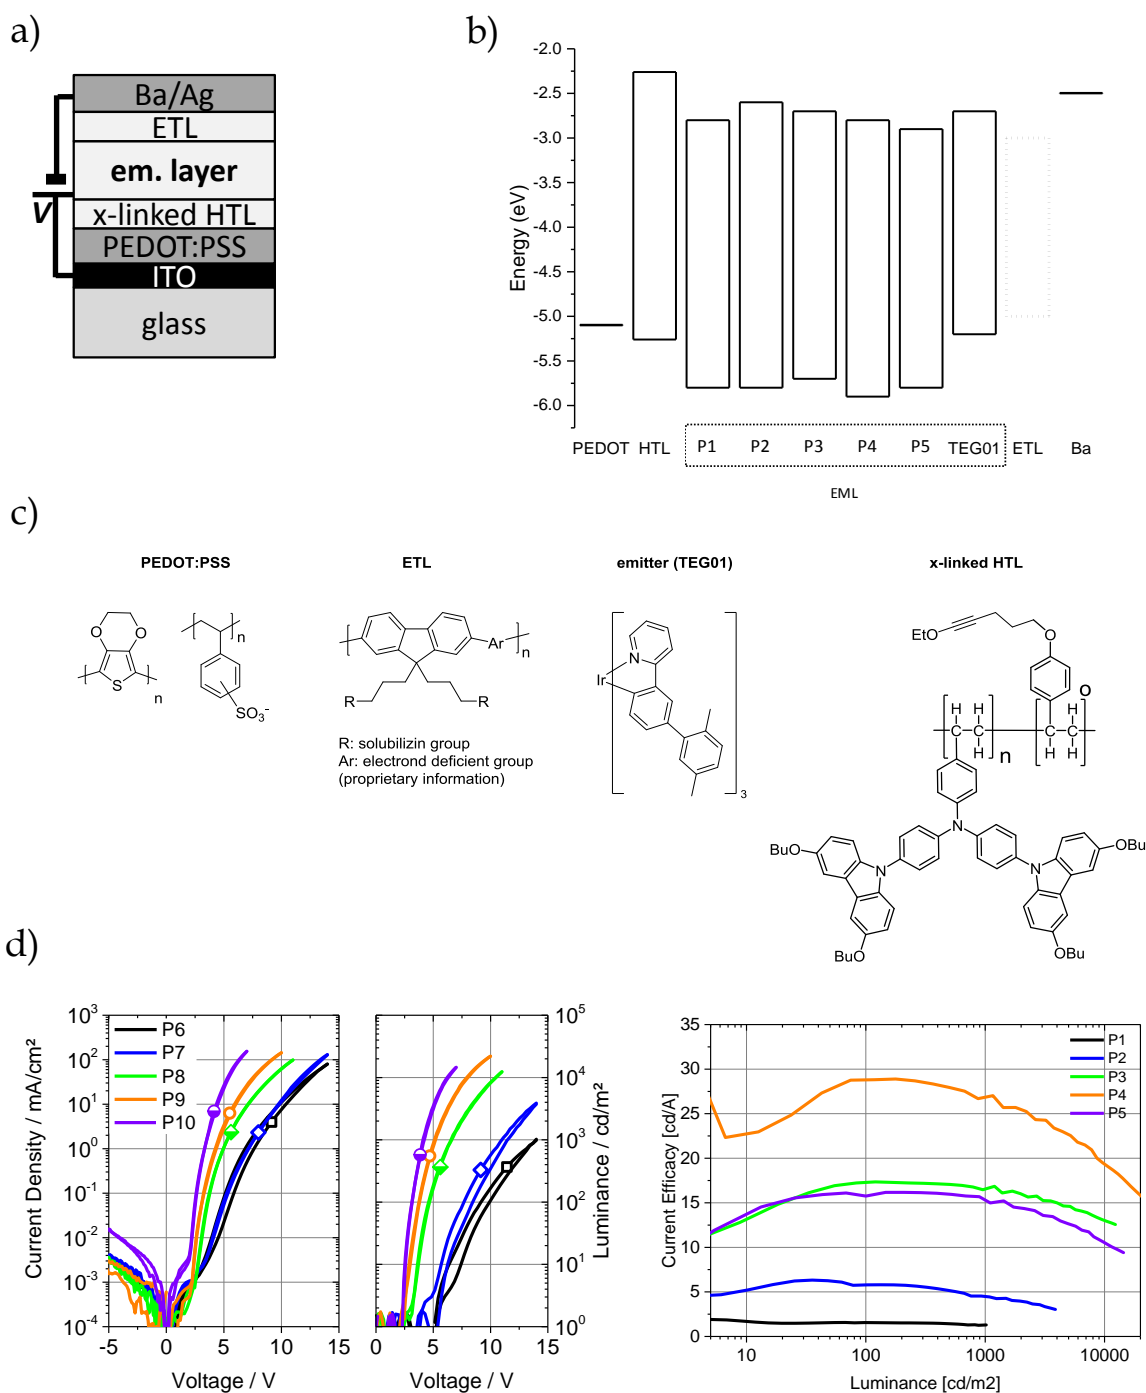 a)
Ba/Ag
ETL
em. layer
x-linked HTL
PEDOT:PSS
ITO
glass
V
b)
Energy (eV)
-2.0
-2.5
-3.0
-3.5
-4.0
-4.5
-5.0
-5.5
-6.0
PEDOT HTL P1 P2 P3 P4 P5 TEG01 ETL Ba
EML
c)
PEDOT:PSS ETL emitter (TEG01) x-linked HTL
O O
S
n
n
SO3-
Ar
n
R R
R: solubilizin group
Ar: electrond deficient group
(proprietary information)
N
Ir
3
EtO
O
H H
C C
H
n
H H
C C
H
o
N
N N
BuO
OBu
BuO
OBu
d)
Current Density / mA/cm²
10^3
10^2
10^1
10^0
10^-1
10^-2
10^-3
10^-4
P6
P7
P8
P9
P10
-5 0 5 10 15
Voltage / V
10^5
10^4
10^3
10^2
10^1
10^0
Luminance / cd/m²
0 5 10 15
Voltage / V
Current Efficacy [cd/A]
35
30
25
20
15
10
5
0
P1
P2
P3
P4
P5
10 100 1000 10000
Luminance [cd/m2]